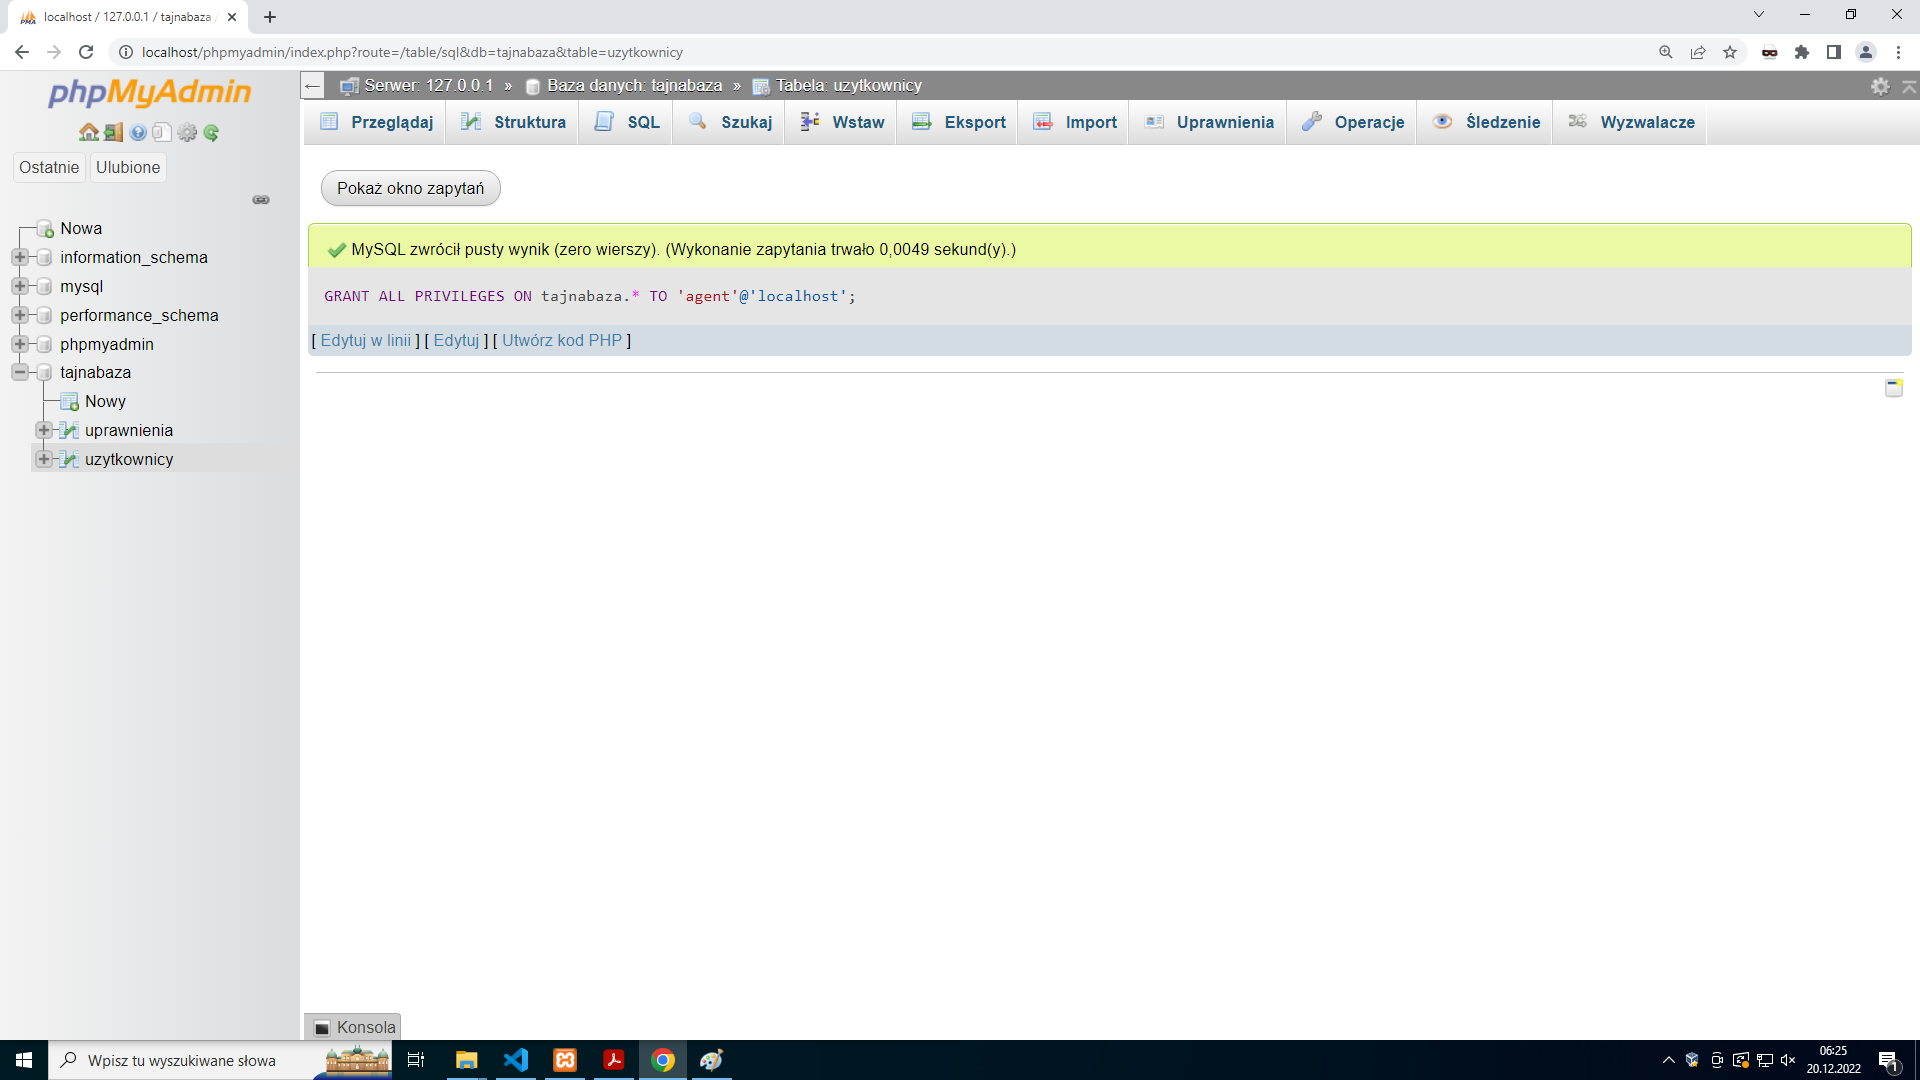 localhost / 127.0.0.1 / tajnabaza
localhost/phpmyadmin/index.php?route=/table/sql&db=tajnabaza&table=uzytkownicy
phpMyAdmin
Ostatnie
Ulubione
Nowa
information_schema
mysql
performance_schema
phpmyadmin
tajnabaza
Nowy
uprawnienia
uzytkownicy
Serwer: 127.0.0.1 » Baza danych: tajnabaza » Tabela: uzytkownicy
Przeglądaj Struktura SQL Szukaj Wstaw Eksport Import Uprawnienia Operacje Śledzenie Wyzwalacze
Pokaż okno zapytań
MySQL zwrócił pusty wynik (zero wierszy). (Wykonanie zapytania trwało 0,0049 sekund(y).)
GRANT ALL PRIVILEGES ON tajnabaza.* TO 'agent'@'localhost';
[ Edytuj w linii ] [ Edytuj ] [ Utwórz kod PHP ]
Konsola
Wpisz tu wyszukiwane słowa
06:25
20.12.2022
1